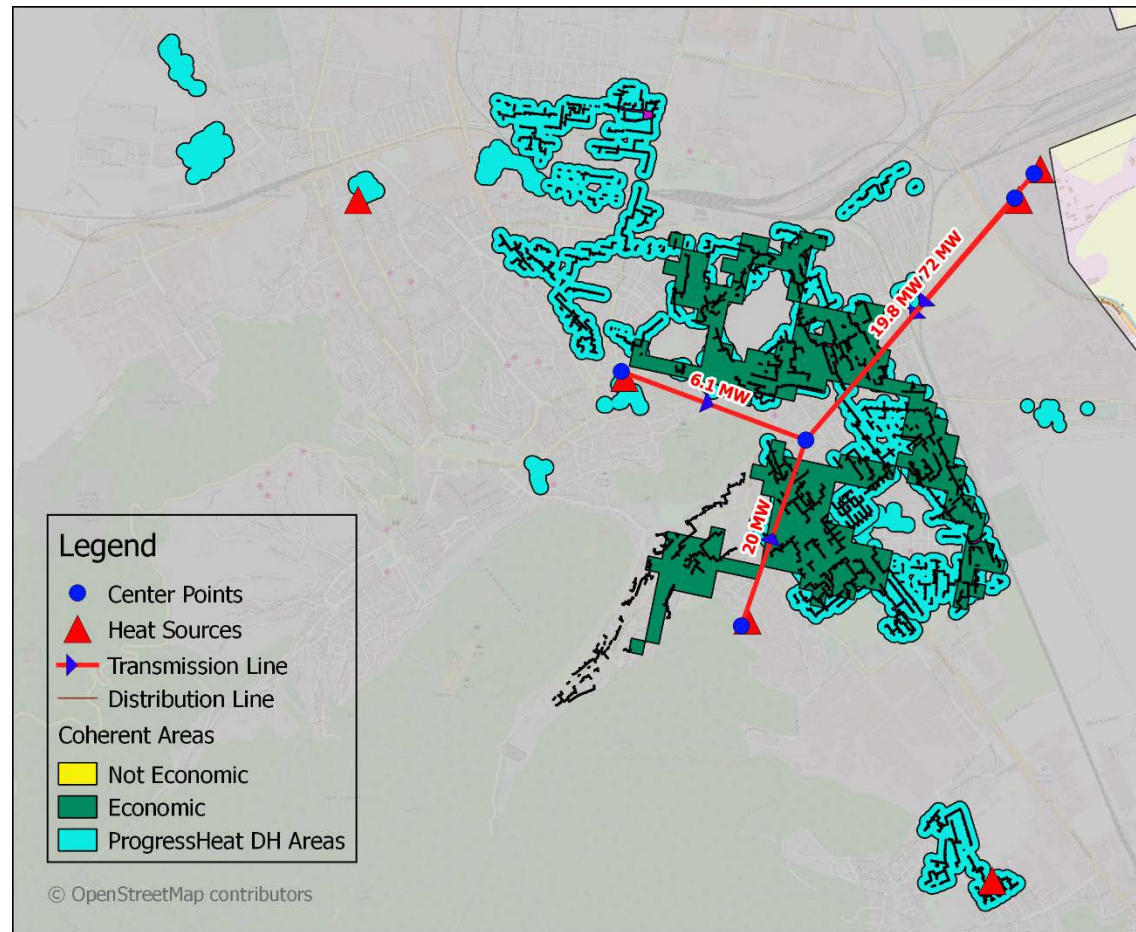 19.8 MW 72 MW
6.1 MW
20 MW
Legend
Center Points
Heat Sources
Transmission Line
Distribution Line
Coherent Areas
Not Economic
Economic
ProgressHeat DH Areas
© OpenStreetMap contributors